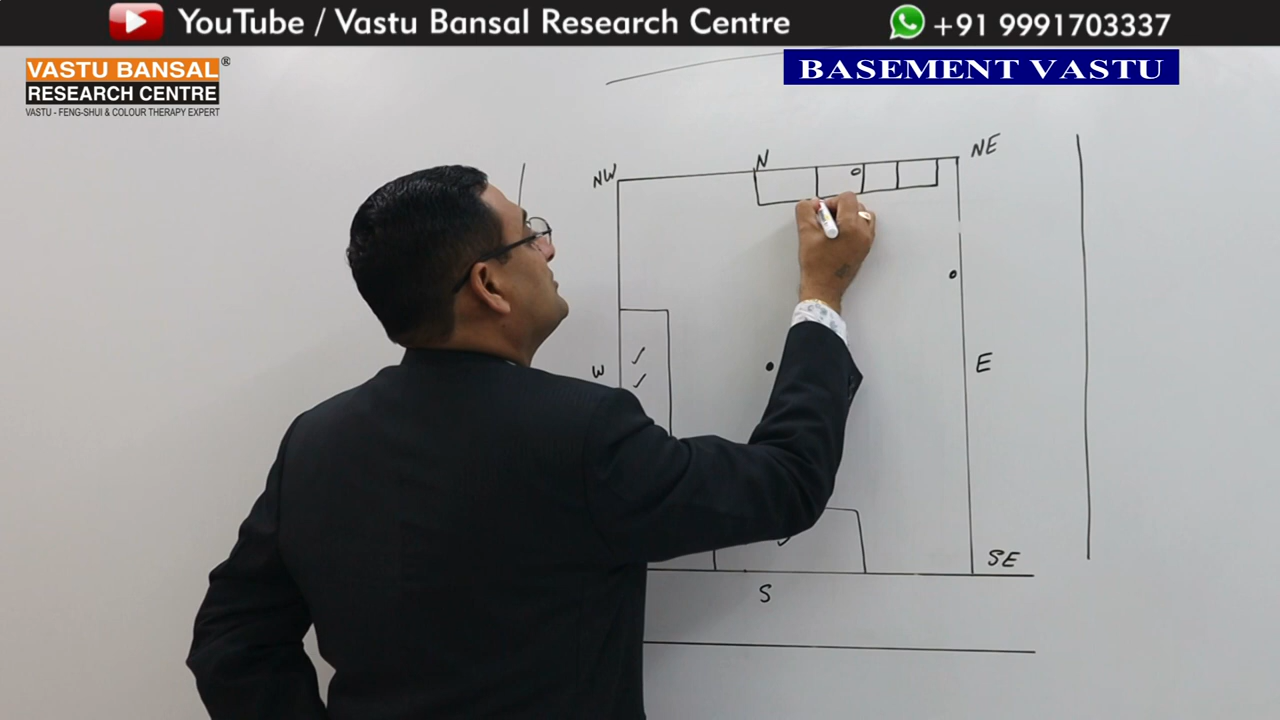 YouTube / Vastu Bansal Research Centre
+91 9991703337
VASTU BANSAL ®
RESEARCH CENTRE
VASTU - FENG-SHUI & COLOUR THERAPY EXPERT
BASEMENT VASTU
NW
N
NE
W
E
SE
S